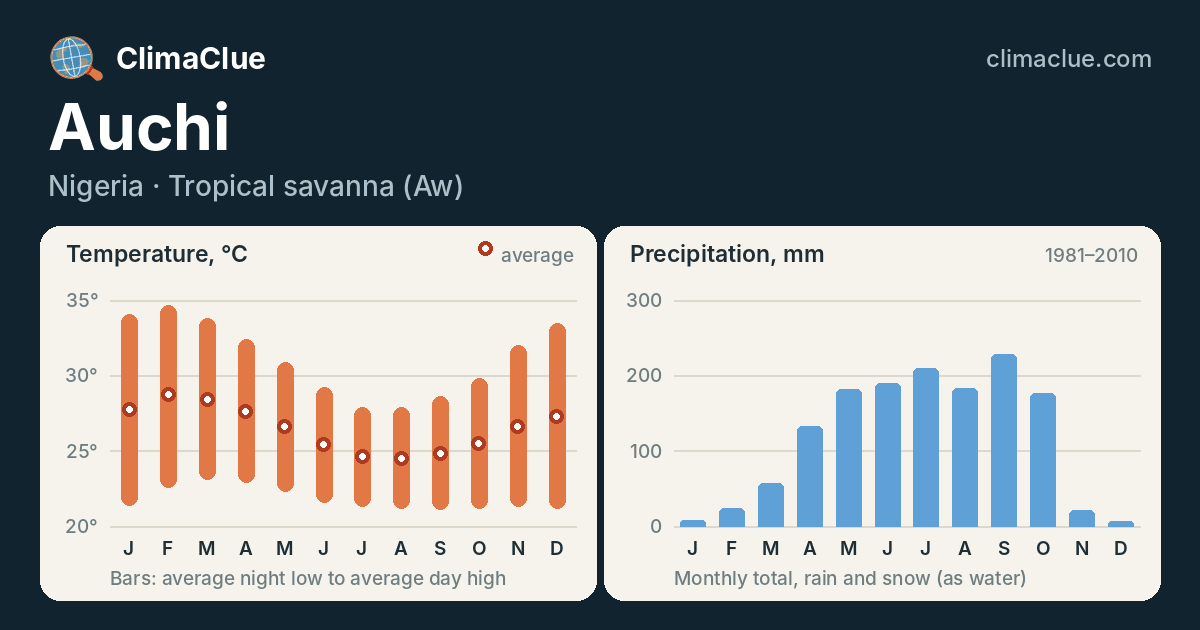 ClimaClue
climaclue.com
Auchi
Nigeria · Tropical savanna (Aw)
Temperature, °C
average
35°
30°
25°
20°
J F M A M J J A S O N D
Bars: average night low to average day high
Precipitation, mm
1981–2010
300
200
100
0
J F M A M J J A S O N D
Monthly total, rain and snow (as water)